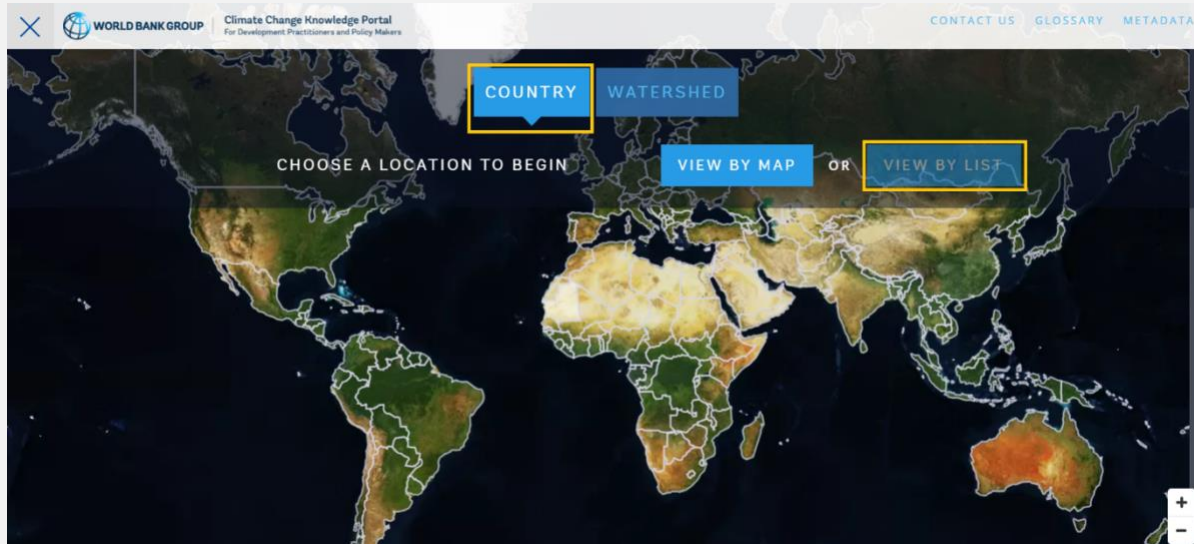 WORLD BANK GROUP
Climate Change Knowledge Portal
For Development Practitioners and Policy Makers
CONTACT US GLOSSARY METADATA
COUNTRY WATERSHED
CHOOSE A LOCATION TO BEGIN VIEW BY MAP OR VIEW BY LIST
+
−